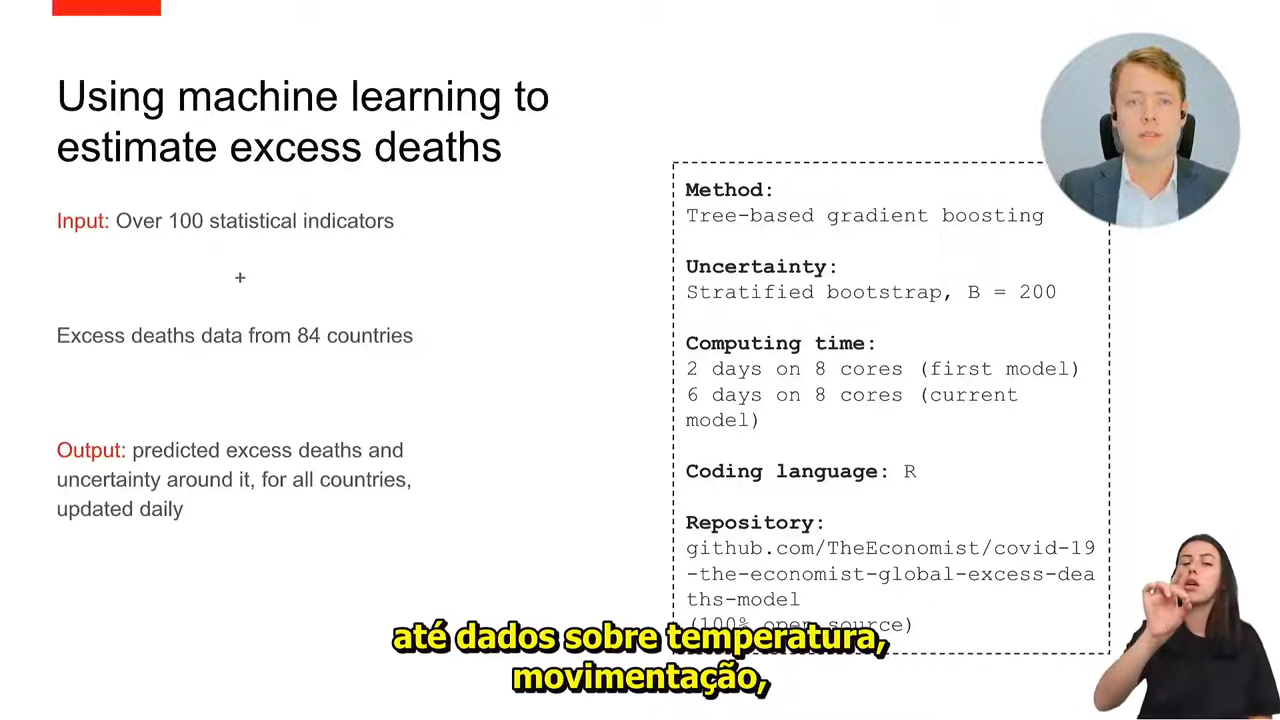 Using machine learning to
estimate excess deaths
Input: Over 100 statistical indicators
+
Excess deaths data from 84 countries
Output: predicted excess deaths and
uncertainty around it, for all countries,
updated daily
Method:
Tree-based gradient boosting
Uncertainty:
Stratified bootstrap, B = 200
Computing time:
2 days on 8 cores (first model)
6 days on 8 cores (current
model)
Coding language: R
Repository:
github.com/TheEconomist/covid-19
-the-economist-global-excess-dea
ths-model
(100% open source)
até dados sobre temperatura,
movimentação,